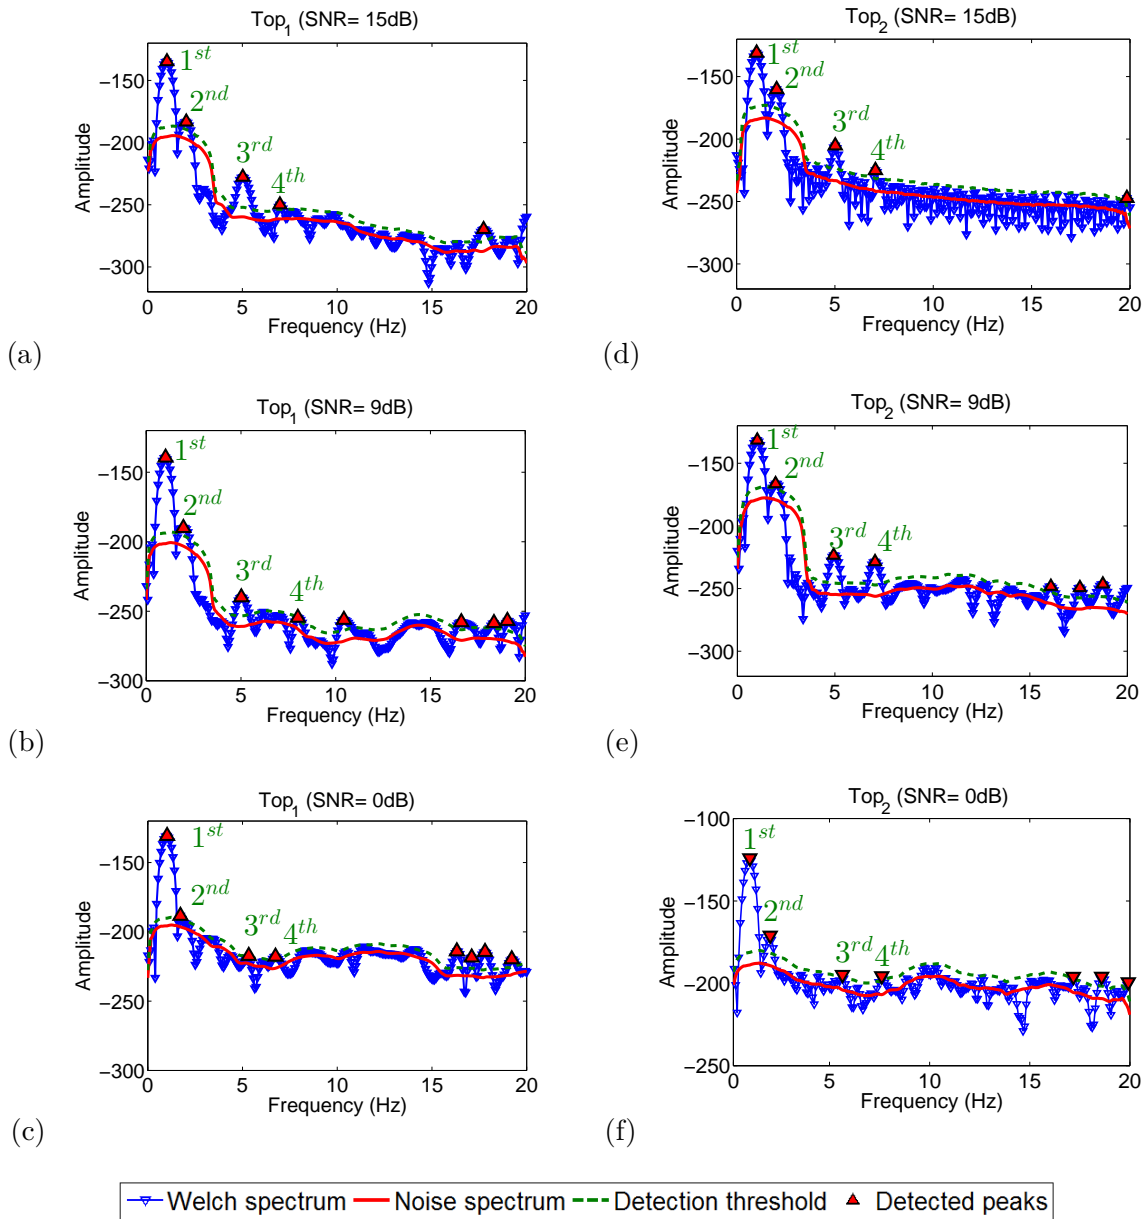 Top1 (SNR= 15dB)
1st
2nd
3rd
4th
−150
−200
−250
−300
Amplitude
0 5 10 15 20
Frequency (Hz)
(a)
Top2 (SNR= 15dB)
1st
2nd
3rd
4th
−150
−200
−250
−300
Amplitude
0 5 10 15 20
Frequency (Hz)
(d)
Top1 (SNR= 9dB)
1st
2nd
3rd
4th
−150
−200
−250
−300
Amplitude
0 5 10 15 20
Frequency (Hz)
(b)
Top2 (SNR= 9dB)
1st
2nd
3rd
4th
−150
−200
−250
−300
Amplitude
0 5 10 15 20
Frequency (Hz)
(e)
Top1 (SNR= 0dB)
1st
2nd
3rd
4th
−150
−200
−250
−300
Amplitude
0 5 10 15 20
Frequency (Hz)
(c)
Top2 (SNR= 0dB)
1st
2nd
3rd
4th
−100
−150
−200
−250
Amplitude
0 5 10 15 20
Frequency (Hz)
(f)
Welch spectrum Noise spectrum Detection threshold Detected peaks